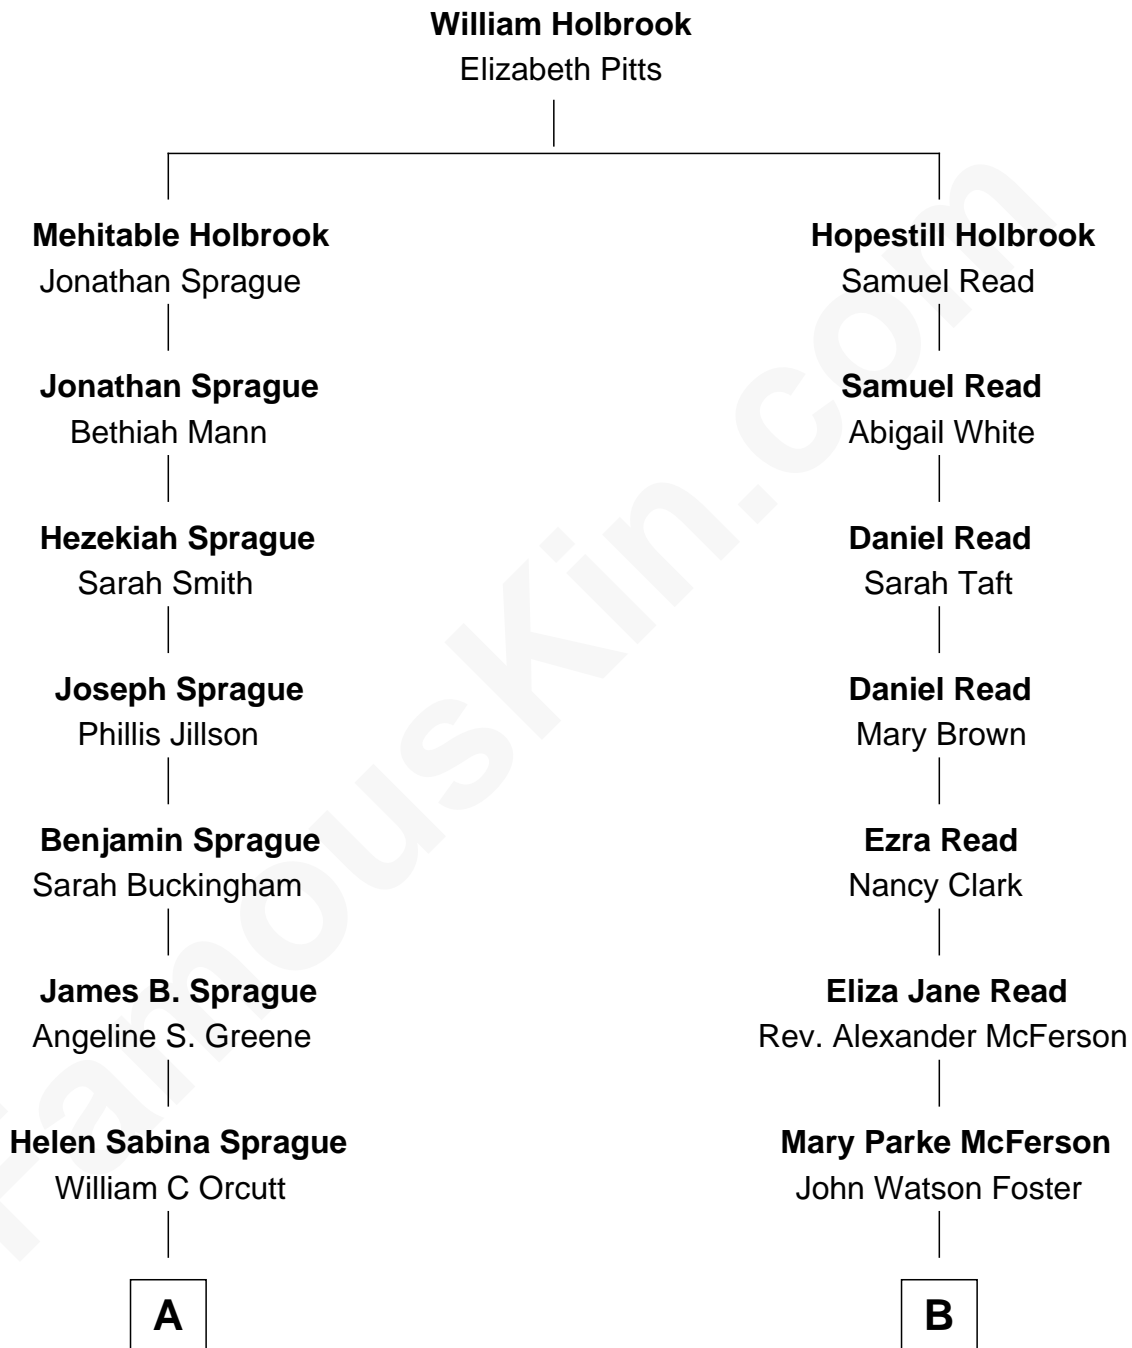 William Holbrook
Elizabeth Pitts
Mehitable Holbrook
Jonathan Sprague
Hopestill Holbrook
Samuel Read
Jonathan Sprague
Bethiah Mann
Samuel Read
Abigail White
Hezekiah Sprague
Sarah Smith
Daniel Read
Sarah Taft
Joseph Sprague
Phillis Jillson
Daniel Read
Mary Brown
Benjamin Sprague
Sarah Buckingham
Ezra Read
Nancy Clark
James B. Sprague
Angeline S. Greene
Eliza Jane Read
Rev. Alexander McFerson
Helen Sabina Sprague
William C Orcutt
Mary Parke McFerson
John Watson Foster
A
B
FamousKin.com